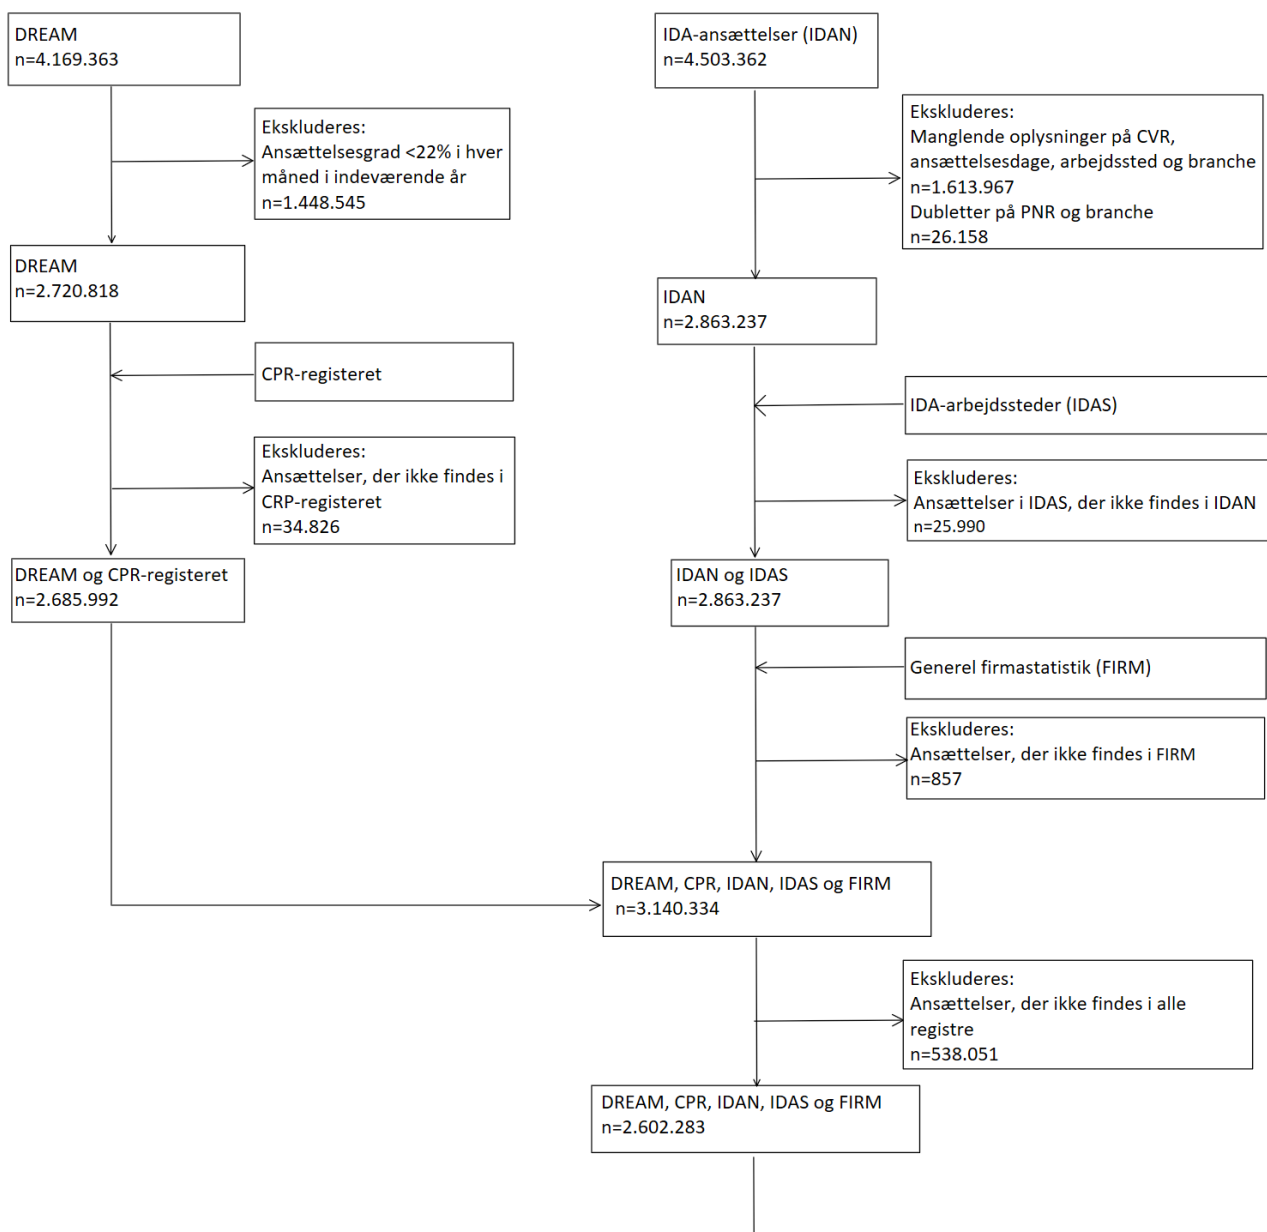 DREAM
n=4.169.363
Ekskluderes:
Ansættelsesgrad <22% i hver
måned i indeværende år
n=1.448.545
DREAM
n=2.720.818
CPR-registeret
Ekskluderes:
Ansættelser, der ikke findes i
CRP-registeret
n=34.826
DREAM og CPR-registeret
n=2.685.992
IDA-ansættelser (IDAN)
n=4.503.362
Ekskluderes:
Manglende oplysninger på CVR,
ansættelsesdage, arbejdssted og branche
n=1.613.967
Dubletter på PNR og branche
n=26.158
IDAN
n=2.863.237
IDA-arbejdssteder (IDAS)
Ekskluderes:
Ansættelser i IDAS, der ikke findes i IDAN
n=25.990
IDAN og IDAS
n=2.863.237
Generel firmastatistik (FIRM)
Ekskluderes:
Ansættelser, der ikke findes i FIRM
n=857
DREAM, CPR, IDAN, IDAS og FIRM
n=3.140.334
Ekskluderes:
Ansættelser, der ikke findes i alle
registre
n=538.051
DREAM, CPR, IDAN, IDAS og FIRM
n=2.602.283